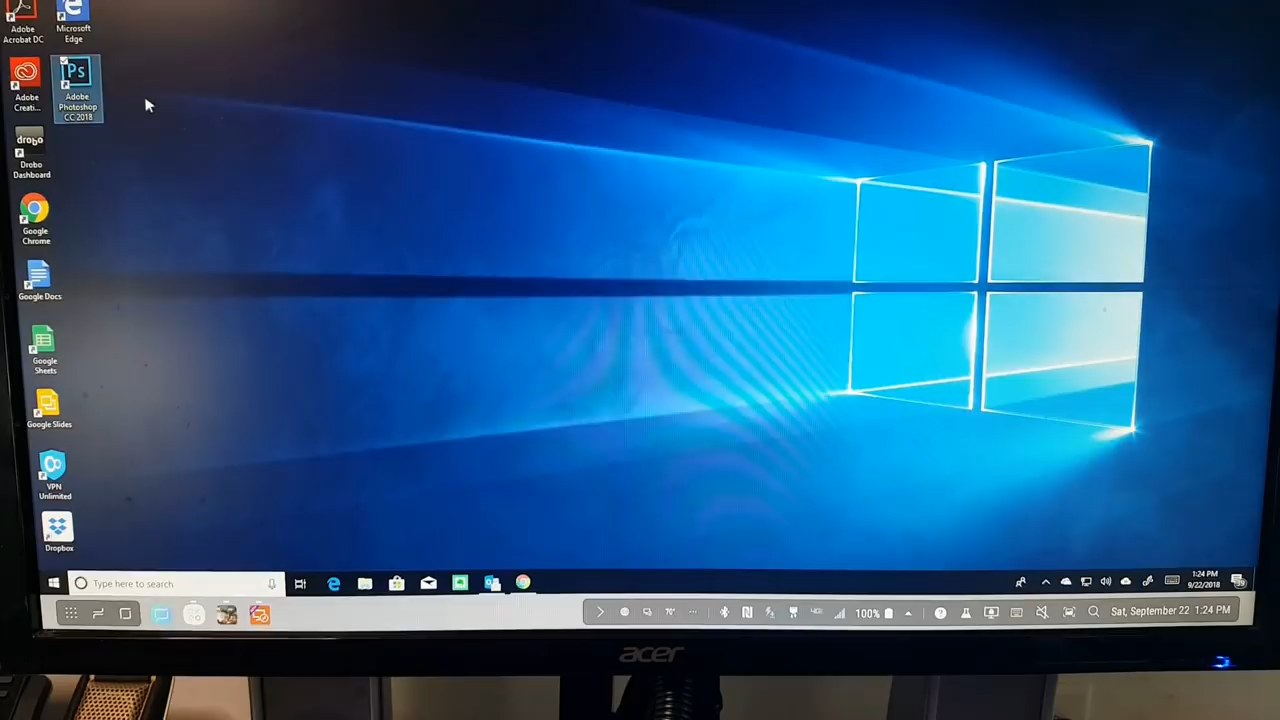 Adobe
Acrobat DC
Microsoft
Edge
Adobe
Creati...
Ps
Adobe
Photoshop
CC 2018
drobo
Drobo
Dashboard
Google
Chrome
Google Docs
Google
Sheets
Google Slides
VPN
Unlimited
Dropbox
Type here to search
1:24 PM
9/22/2018
70°
100%
Sat, September 22 1:24 PM
acer